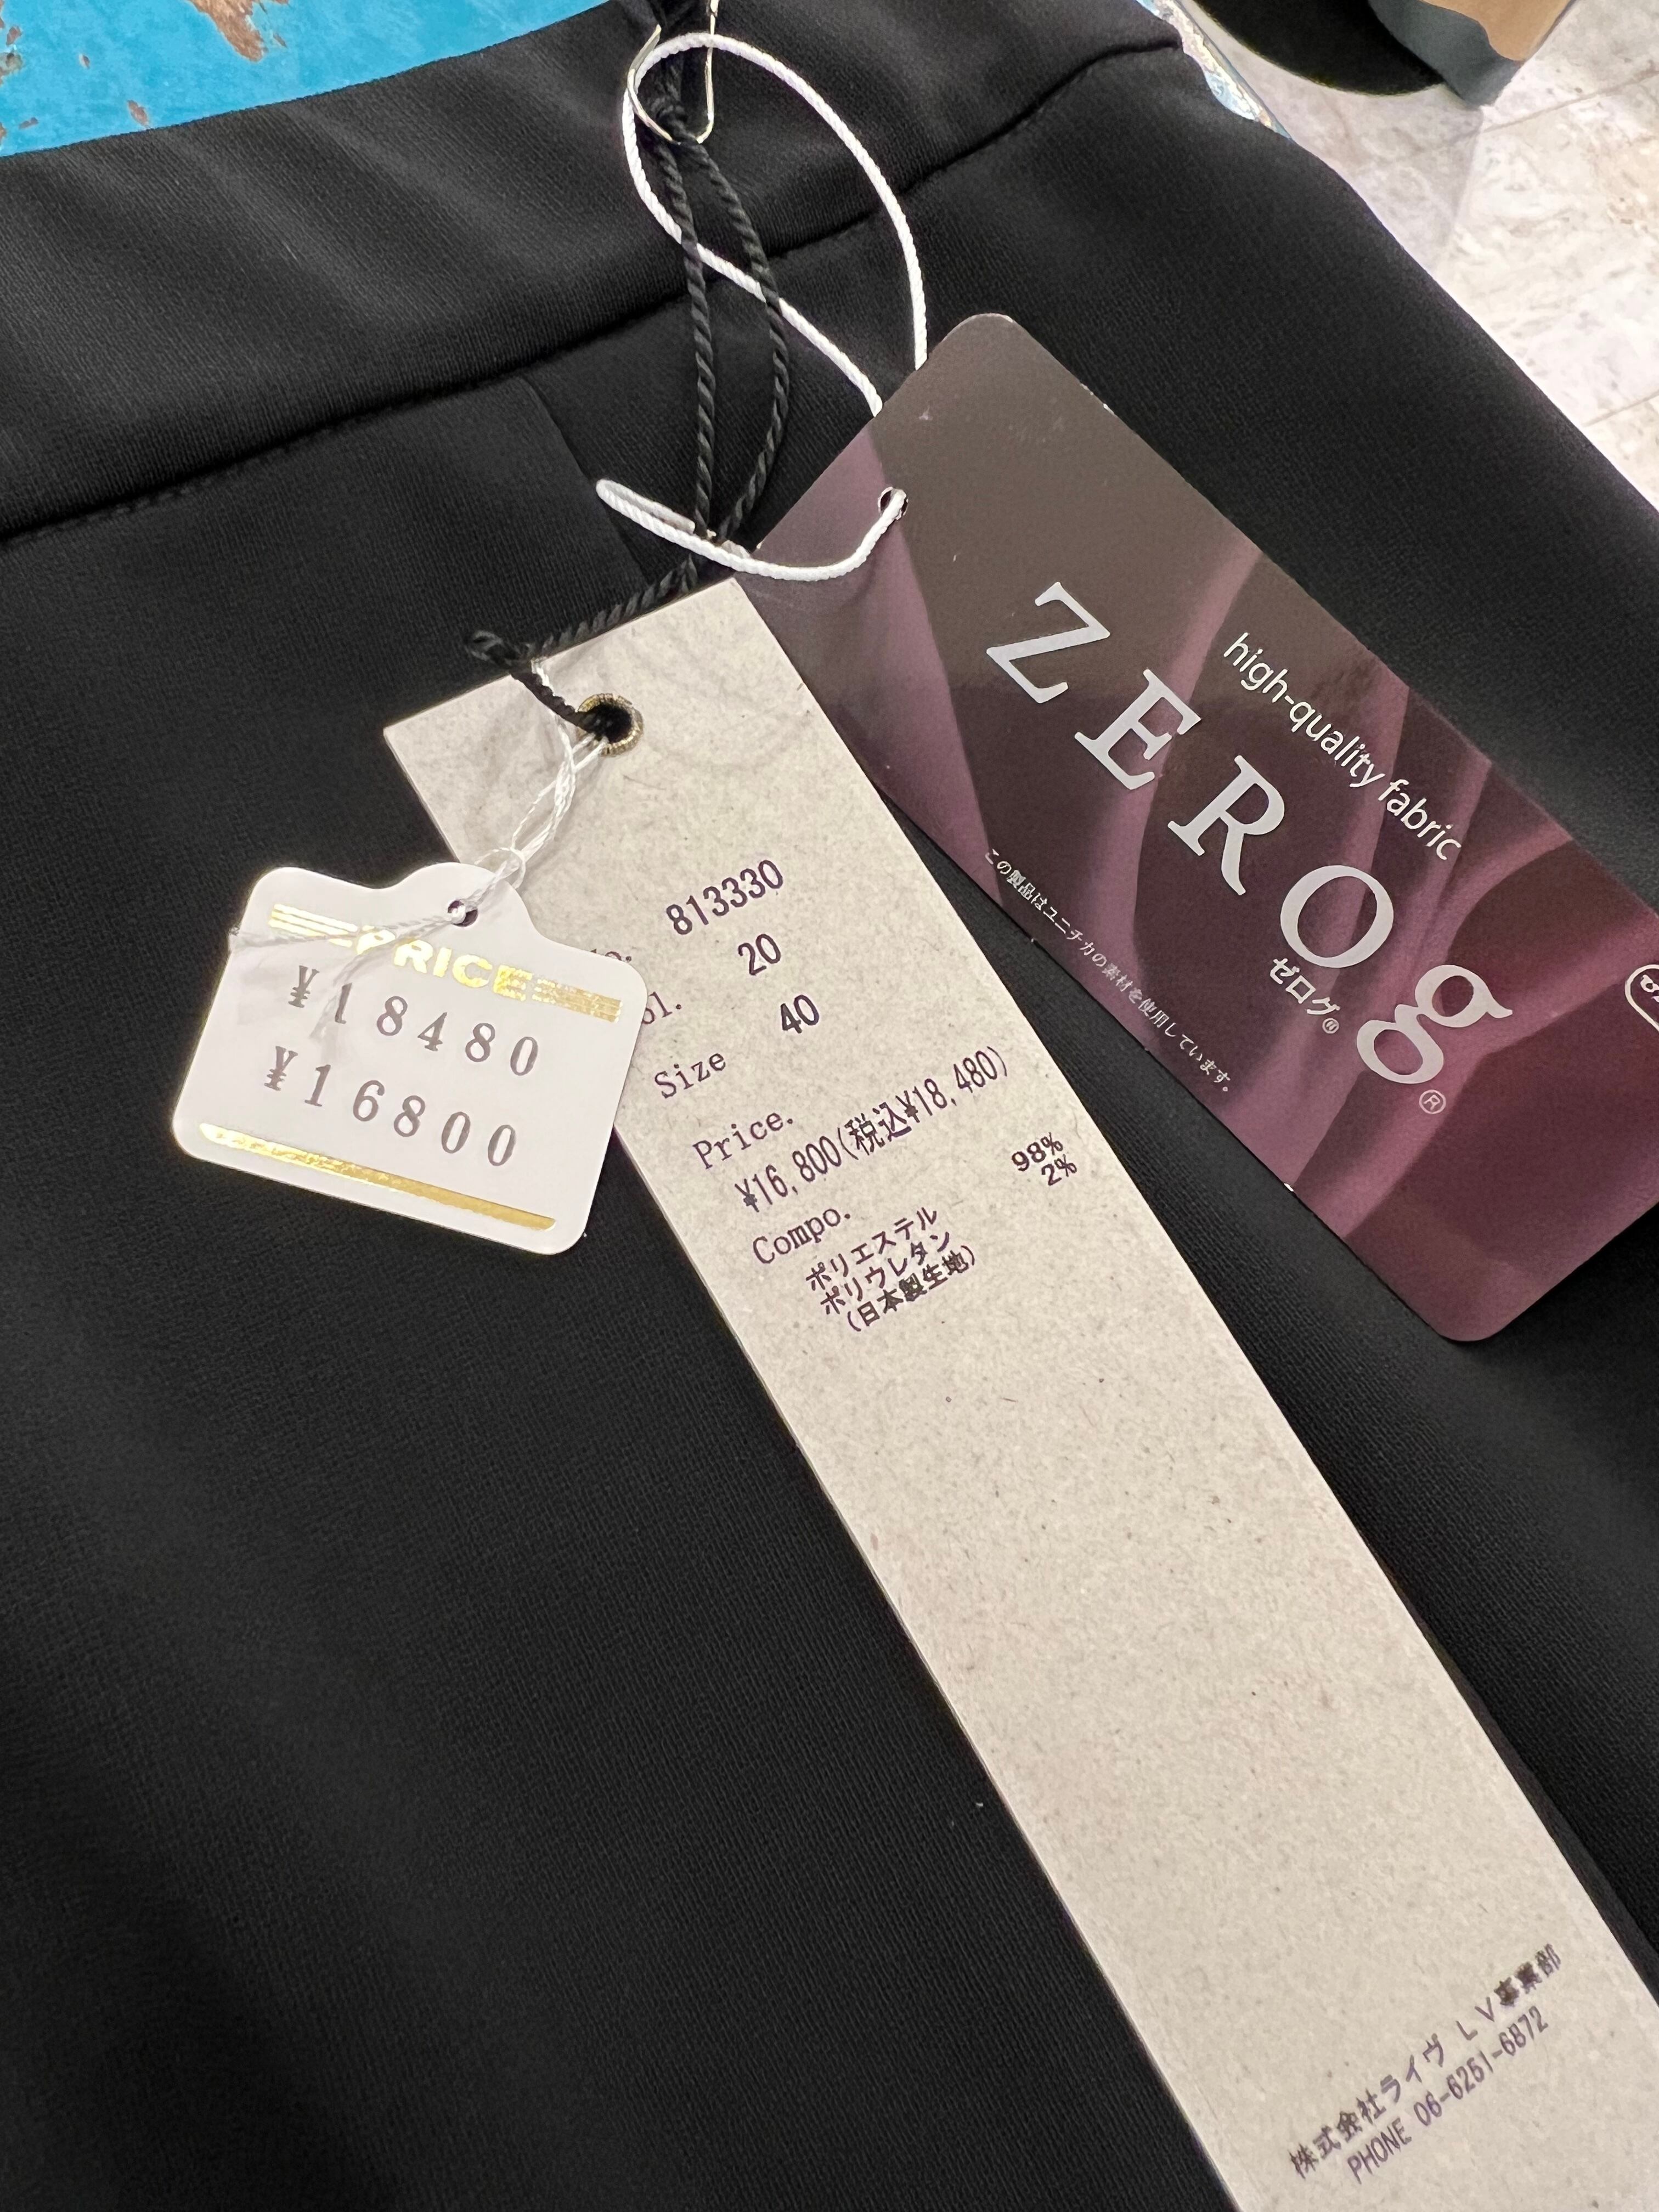 PRICE
¥18480
¥16800
813330
20
40
Size
Price.
¥16,800(税込¥18,480)
Compo.
ポリエステル 98%
ポリウレタン 2%
(日本製生地)
株式会社ライヴ LV事業部
PHONE 06-6251-6872
high-quality fabric
ZEROg®
ゼログ®
この製品はユニチカの素材を使用しています。